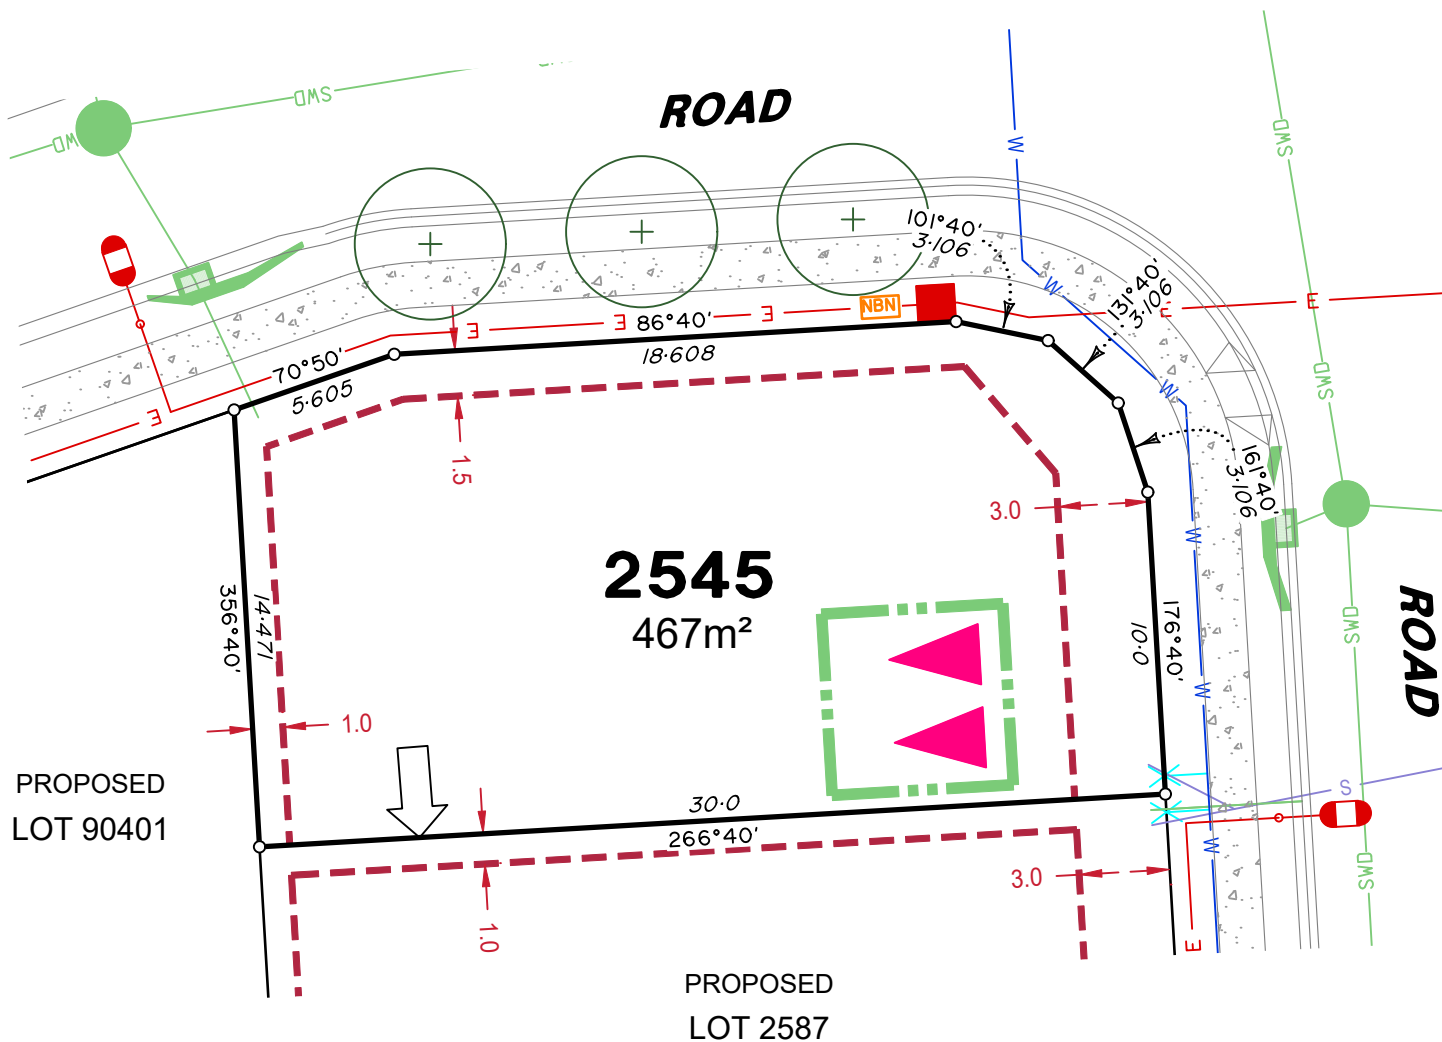 SWD
SWD
ROAD
W
SWD
101°40'
3·106
131°40'
3·106
W
E
E
NBN
E
E
E
86°40'
18·608
70°50'
5·605
E
W
SWD
1.5
161°40'
3·106
3.0
W
2545
467m²
356°40'
14·471
176°40'
10·0
SWD
ROAD
W
1.0
PROPOSED
LOT 90401
30·0
266°40'
S
W
SWD
3.0
1.0
E
PROPOSED
LOT 2587